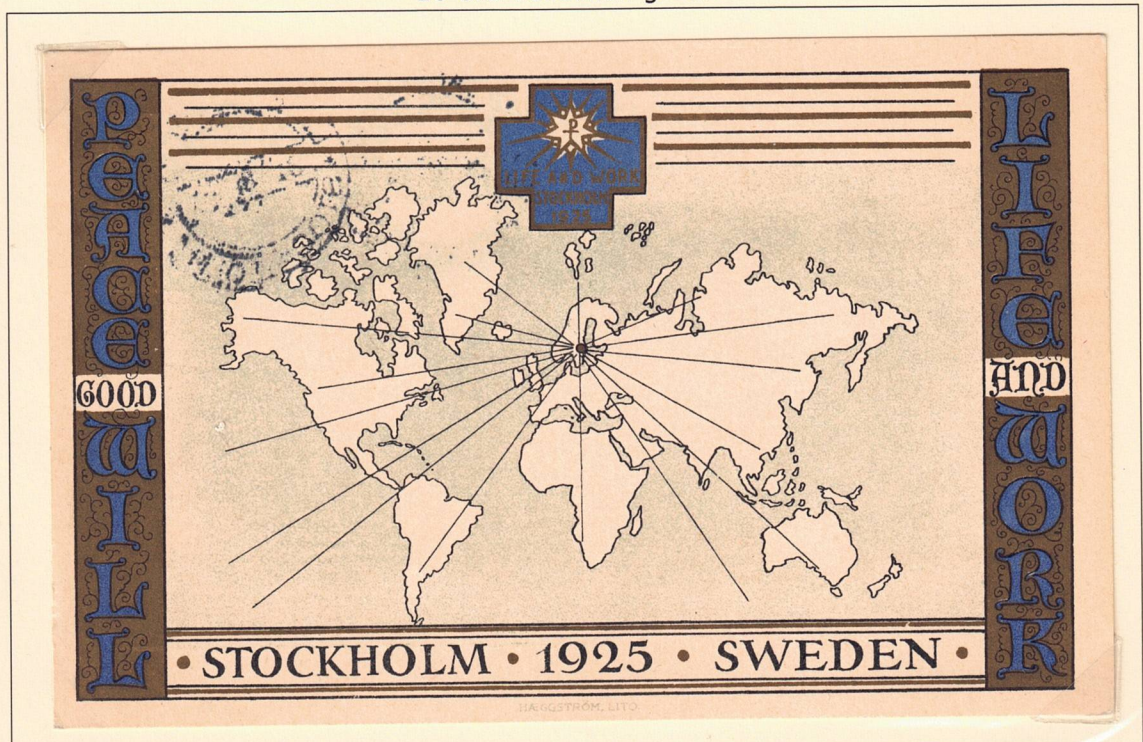 PEACE
GOOD
WILL
LIFE AND WORK
STOCKHOLM
1925
LIFE
AND
WORK
• STOCKHOLM • 1925 • SWEDEN •
HÆGGSTRÖM, LITO.